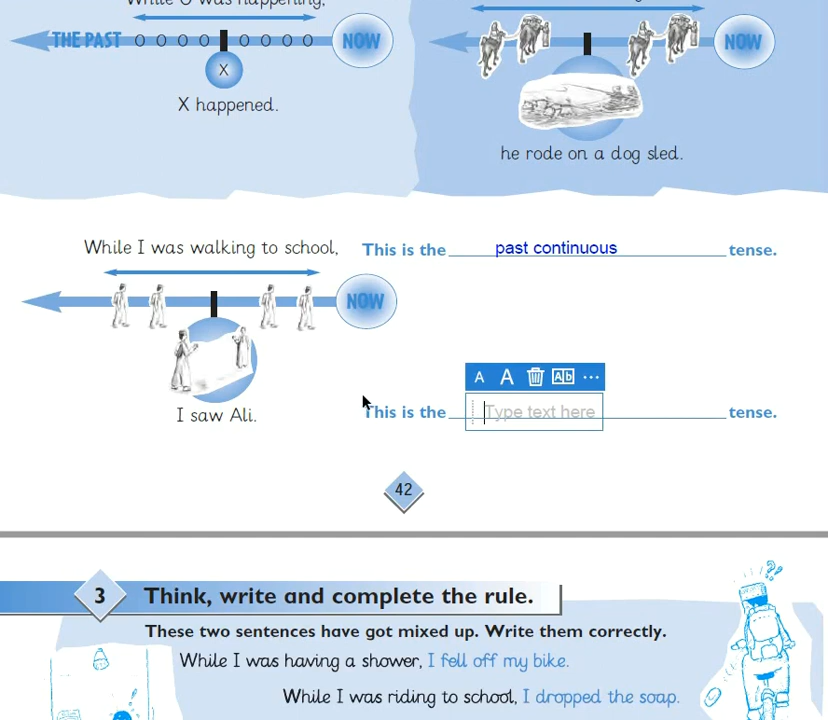 THE PAST O O O O O O O O NOW
X
X happened.
NOW
he rode on a dog sled.
While I was walking to school,
This is the past continuous tense.
NOW
I saw Ali.
A A Ab ...
This is the Type text here tense.
42
3 Think, write and complete the rule.
These two sentences have got mixed up. Write them correctly.
While I was having a shower, I fell off my bike.
While I was riding to school, I dropped the soap.
??